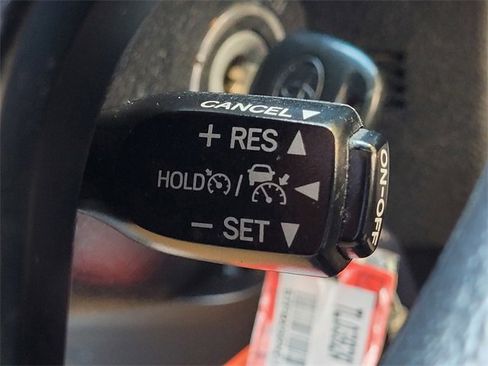 CANCEL ▼
+ RES ▲
HOLD / ◀
− SET ▼
ON-OFF